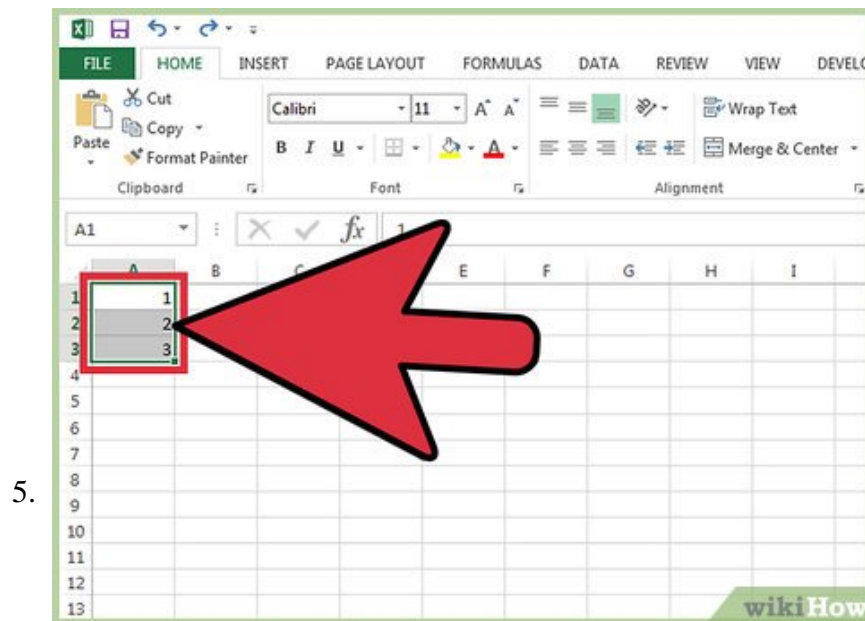 FILE HOME INSERT PAGE LAYOUT FORMULAS DATA REVIEW VIEW DEVELO
Cut
Copy
Format Painter
Paste
Calibri 11 A A
B I U A
Wrap Text
Merge & Center
Clipboard Font Alignment
A1 fx 1
A B C E F G H I
1 1
2 2
3 3
4
5
6
7
8
5.
9
10
11
12
13
wikiHow